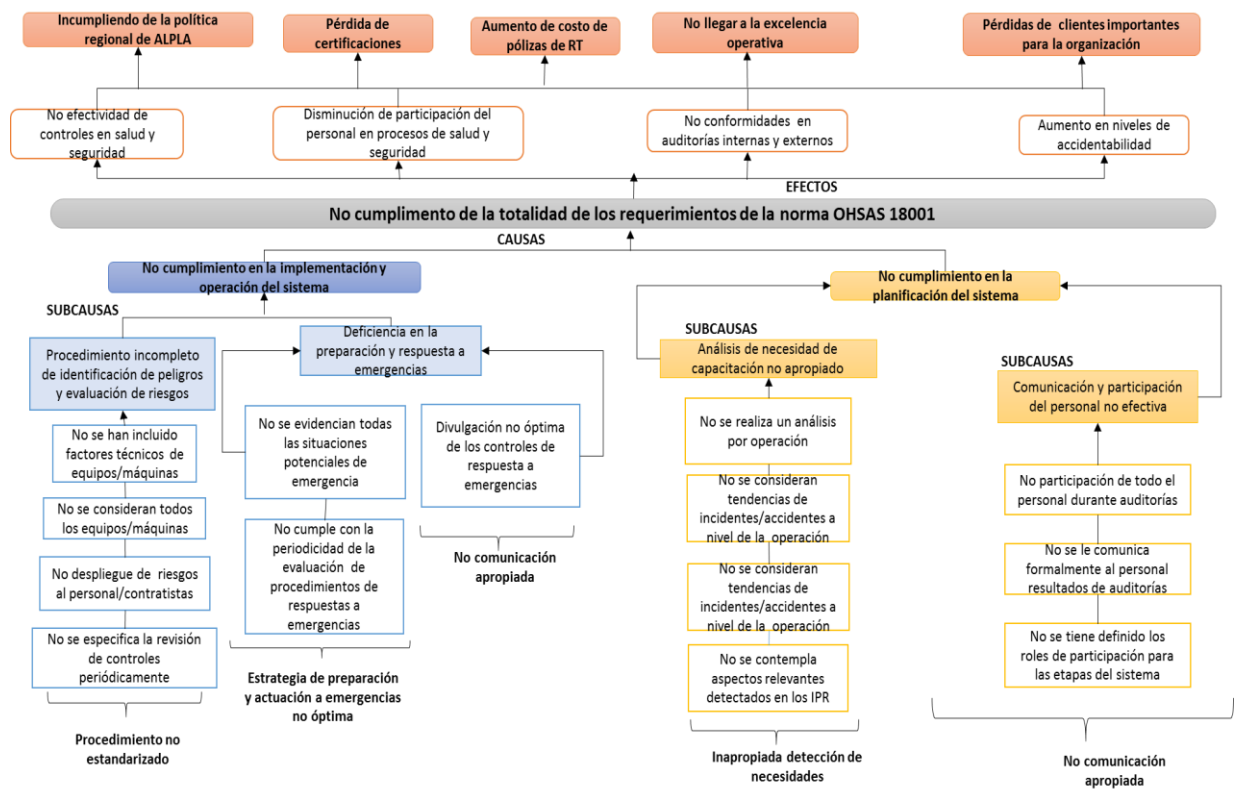 Incumpliendo de la política
regional de ALPLA
Pérdida de
certificaciones
Aumento de costo de
pólizas de RT
No llegar a la excelencia
operativa
Pérdidas de clientes importantes
para la organización
No efectividad de
controles en salud y
seguridad
Disminución de participación del
personal en procesos de salud y
seguridad
No conformidades en
auditorías internas y externos
Aumento en niveles de
accidentabilidad
EFECTOS
No cumplimento de la totalidad de los requerimientos de la norma OHSAS 18001
CAUSAS
No cumplimiento en la implementación y
operación del sistema
No cumplimiento en la
planificación del sistema
SUBCAUSAS
Procedimiento incompleto
de identificación de peligros
y evaluación de riesgos
Deficiencia en la
preparación y respuesta a
emergencias
SUBCAUSAS
Análisis de necesidad de
capacitación no apropiado
SUBCAUSAS
Comunicación y participación
del personal no efectiva
No se han incluido
factores técnicos de
equipos/máquinas
No se consideran todos
los equipos/máquinas
No despliegue de riesgos
al personal/contratistas
No se especifica la revisión
de controles
periódicamente
Procedimiento no
estandarizado
No se evidencian todas
las situaciones
potenciales de
emergencia
No cumple con la
periodicidad de la
evaluación de
procedimientos de
respuestas a
emergencias
Estrategia de preparación
y actuación a emergencias
no óptima
Divulgación no óptima
de los controles de
respuesta a
emergencias
No comunicación
apropiada
No se realiza un análisis
por operación
No se consideran
tendencias de
incidentes/accidentes a
nivel de la operación
No se consideran
tendencias de
incidentes/accidentes a
nivel de la operación
No se contempla
aspectos relevantes
detectados en los IPR
Inapropiada detección de
necesidades
No participación de todo el
personal durante auditorías
No se le comunica
formalmente al personal
resultados de auditorías
No se tiene definido los
roles de participación para
las etapas del sistema
No comunicación
apropiada